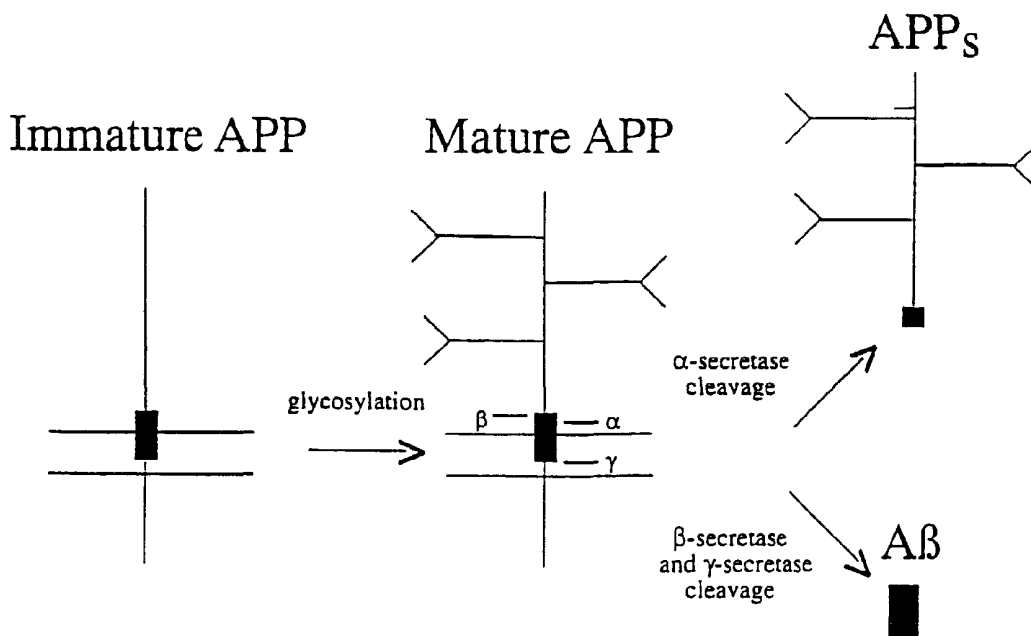 APPS
Immature APP
Mature APP
α-secretase
cleavage
glycosylation
β
α
γ
β-secretase
and γ-secretase
cleavage
Aß